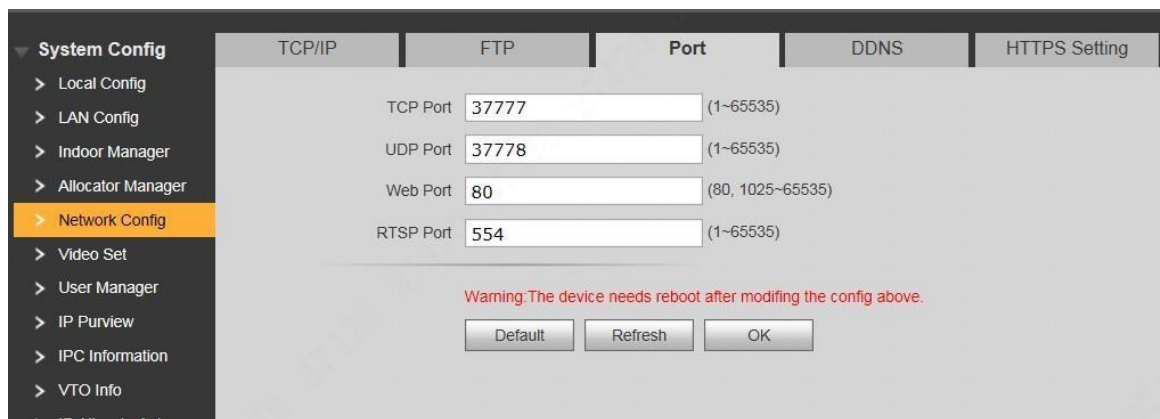 System Config
Local Config
LAN Config
Indoor Manager
Allocator Manager
Network Config
Video Set
User Manager
IP Purview
IPC Information
VTO Info
TCP/IP FTP Port DDNS HTTPS Setting
TCP Port 37777 (1~65535)
UDP Port 37778 (1~65535)
Web Port 80 (80, 1025~65535)
RTSP Port 554 (1~65535)
Warning:The device needs reboot after modifing the config above.
Default Refresh OK